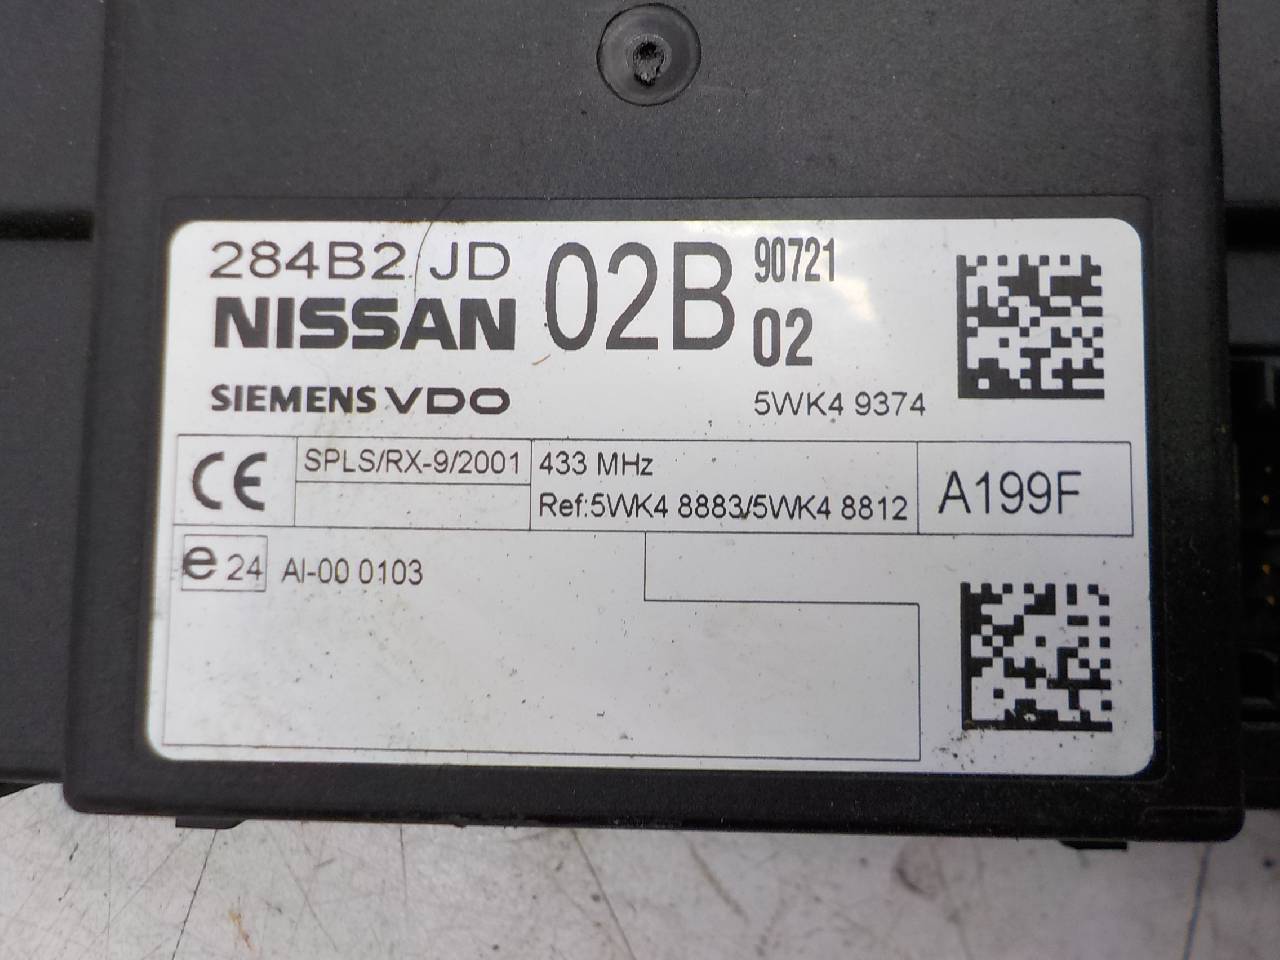 284B2 JD 02B 90721
NISSAN 02
SIEMENS VDO 5WK4 9374
CE SPLS/RX-9/2001 433 MHz
Ref:5WK4 8883/5WK4 8812 A199F
e 24 AI-00 0103